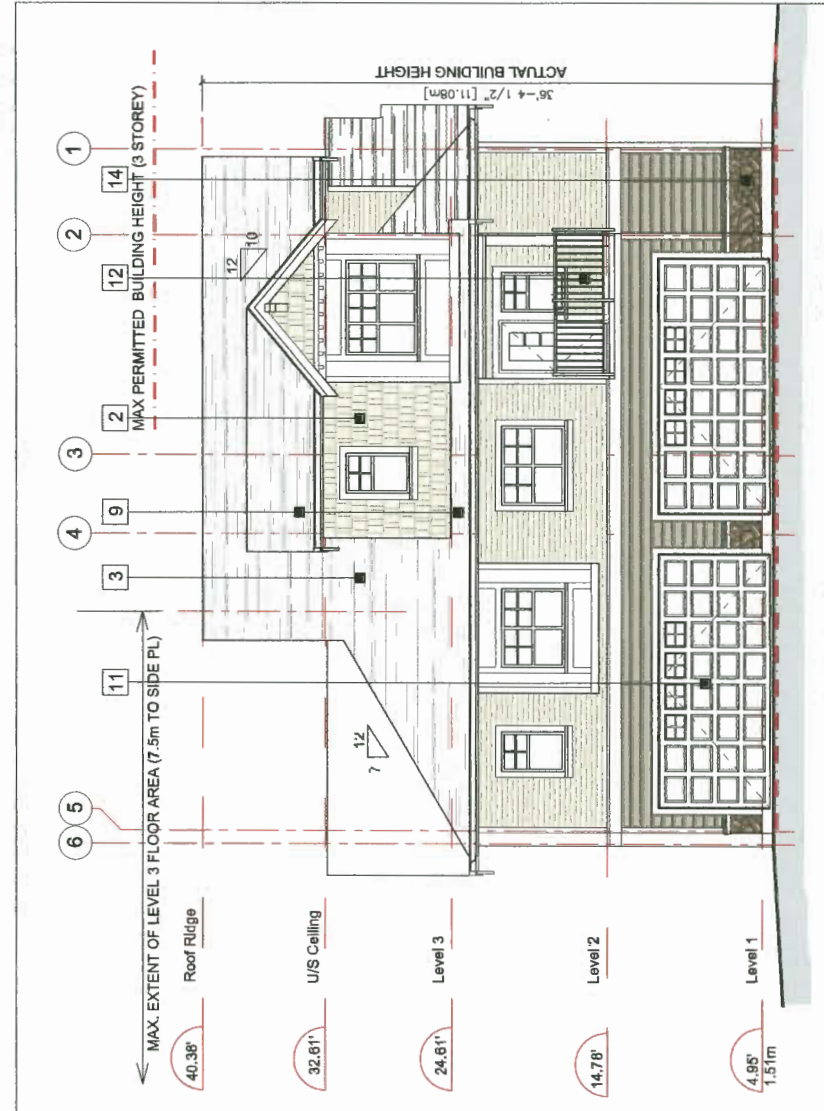 MAX PERMITTED BUILDING HEIGHT (3 STOREY)
MAX. EXTENT OF LEVEL 3 FLOOR AREA (7.5m TO SIDE PL)
ACTUAL BUILDING HEIGHT
36'-4 1/2" [11.08m]
6
5
4
3
2
1
11
3
9
2
12
14
12
7
12
10
40.38' Roof Ridge
32.61' U/S Ceiling
24.61' Level 3
14.78' Level 2
4.95' Level 1
1.51m